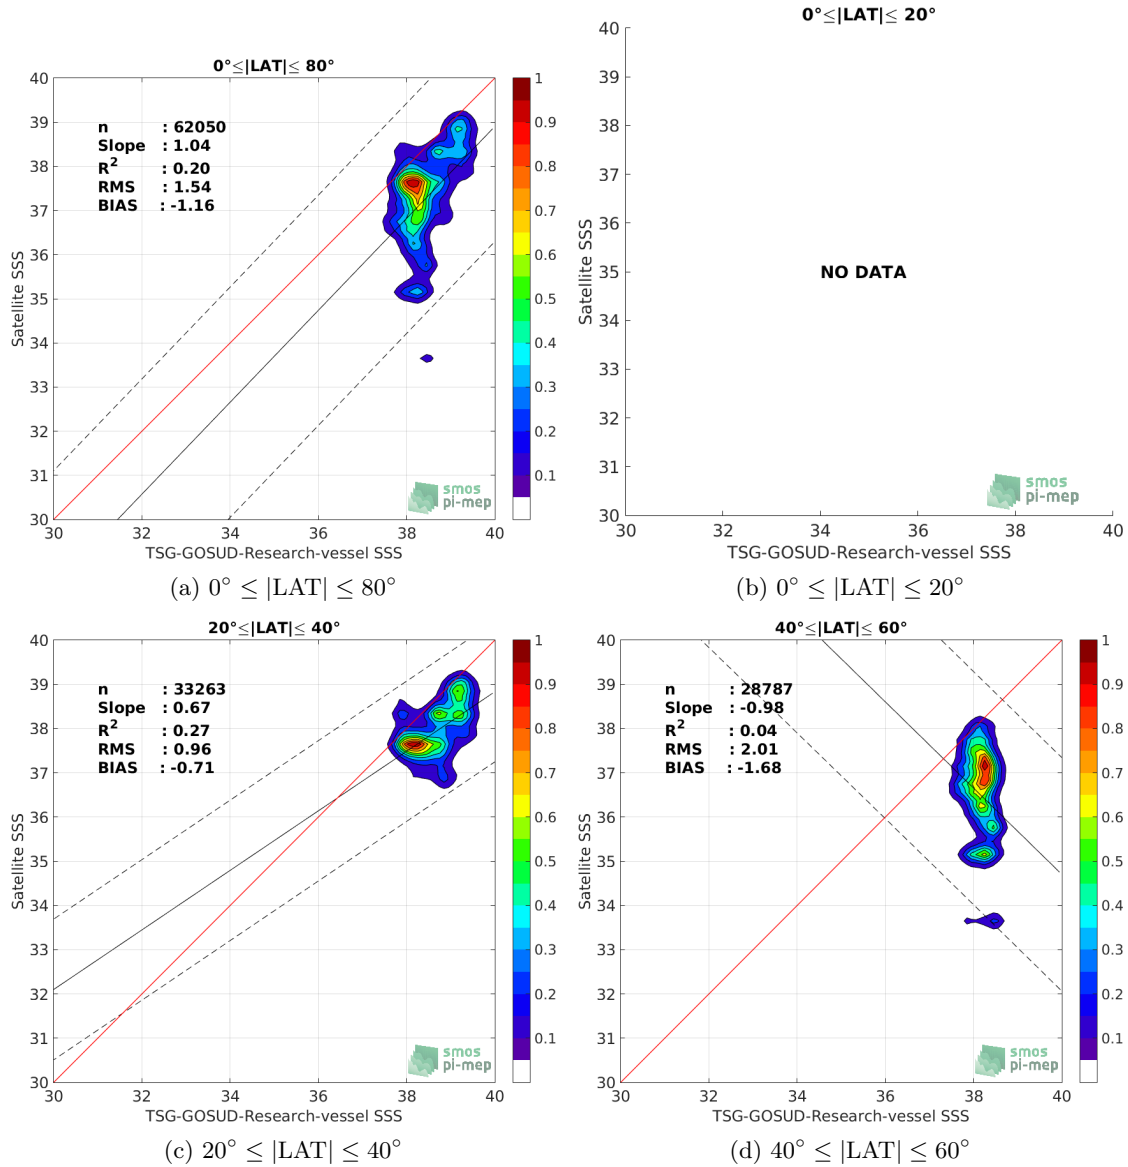 0°≤|LAT|≤ 80°
40
39
38
37
36
35
34
33
32
31
30
Satellite SSS
n : 62050
Slope : 1.04
R2 : 0.20
RMS : 1.54
BIAS : -1.16
smos
pi-mep
30 32 34 36 38 40
TSG-GOSUD-Research-vessel SSS
1
0.9
0.8
0.7
0.6
0.5
0.4
0.3
0.2
0.1
(a) 0° ≤ |LAT| ≤ 80°
0°≤|LAT|≤ 20°
40
39
38
37
36
35
34
33
32
31
30
Satellite SSS
NO DATA
smos
pi-mep
30 32 34 36 38 40
TSG-GOSUD-Research-vessel SSS
(b) 0° ≤ |LAT| ≤ 20°
20°≤|LAT|≤ 40°
40
39
38
37
36
35
34
33
32
31
30
Satellite SSS
n : 33263
Slope : 0.67
R2 : 0.27
RMS : 0.96
BIAS : -0.71
smos
pi-mep
30 32 34 36 38 40
TSG-GOSUD-Research-vessel SSS
1
0.9
0.8
0.7
0.6
0.5
0.4
0.3
0.2
0.1
(c) 20° ≤ |LAT| ≤ 40°
40°≤|LAT|≤ 60°
40
39
38
37
36
35
34
33
32
31
30
Satellite SSS
n : 28787
Slope : -0.98
R2 : 0.04
RMS : 2.01
BIAS : -1.68
smos
pi-mep
30 32 34 36 38 40
TSG-GOSUD-Research-vessel SSS
1
0.9
0.8
0.7
0.6
0.5
0.4
0.3
0.2
0.1
(d) 40° ≤ |LAT| ≤ 60°